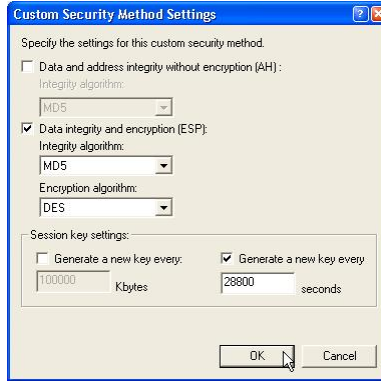 Custom Security Method Settings
Specify the settings for this custom security method.
Data and address integrity without encryption (AH) :
Integrity algorithm:
MD5
Data integrity and encryption (ESP):
Integrity algorithm:
MD5
Encryption algorithm:
DES
Session key settings:
Generate a new key every: Generate a new key every
100000 Kbytes 28800 seconds
OK Cancel